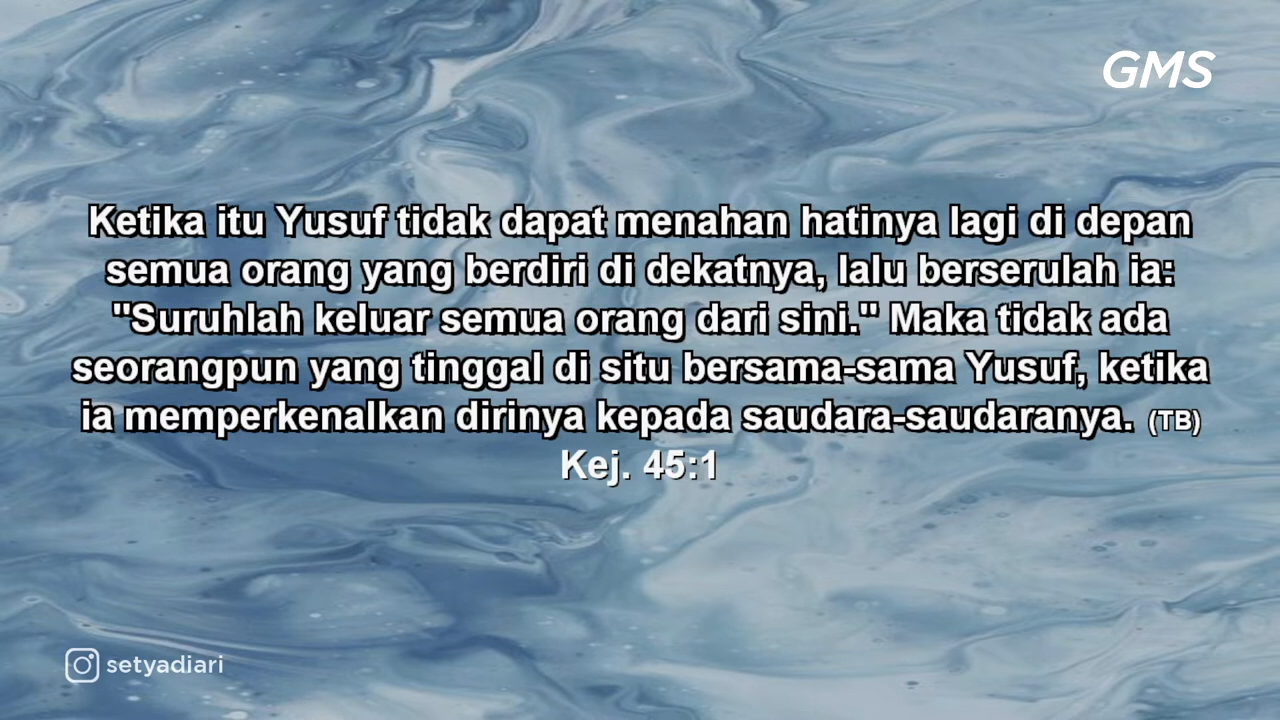 GMS
Ketika itu Yusuf tidak dapat menahan hatinya lagi di depan
semua orang yang berdiri di dekatnya, lalu berserulah ia:
"Suruhlah keluar semua orang dari sini." Maka tidak ada
seorangpun yang tinggal di situ bersama-sama Yusuf, ketika
ia memperkenalkan dirinya kepada saudara-saudaranya. (TB)
Kej. 45:1
setyadiari